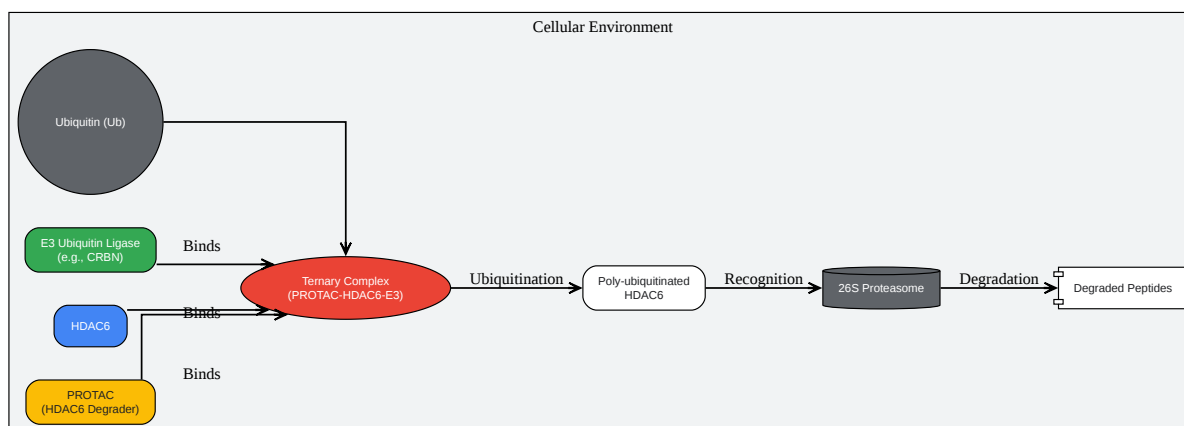 Cellular Environment
Ubiquitin (Ub)
E3 Ubiquitin Ligase
(e.g., CRBN)
Binds
Ternary Complex
(PROTAC-HDAC6-E3)
Ubiquitination
Poly-ubiquitinated
HDAC6
Recognition
26S Proteasome
Degradation
Degraded Peptides
HDAC6
Binds
PROTAC
(HDAC6 Degrader)
Binds